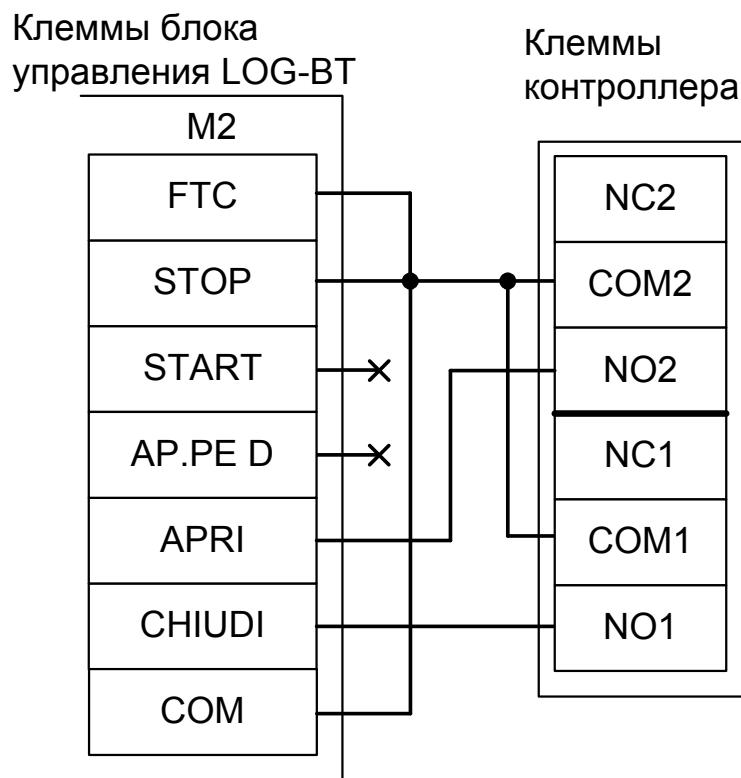 Клеммы блока
управления LOG-BT
M2
FTC
STOP
START
AP.PE D
APRI
CHIUDI
COM
Клеммы
контроллера
NC2
COM2
NO2
NC1
COM1
NO1